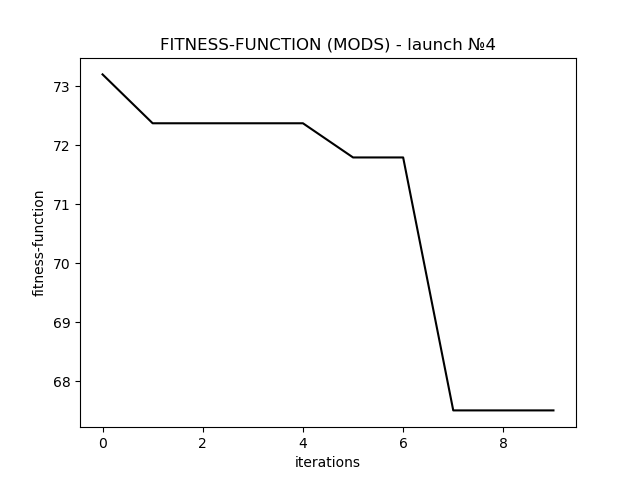 FITNESS-FUNCTION (MODS) - launch №4
73
72
71
70
69
68
fitness-function
0 2 4 6 8
iterations